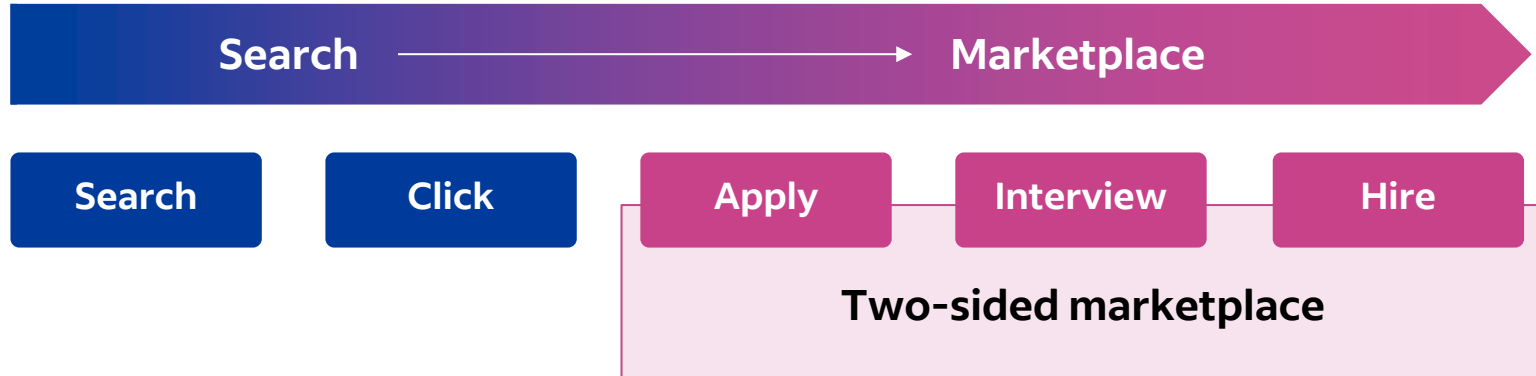 Search Marketplace
Search Click Apply Interview Hire
Two-sided marketplace